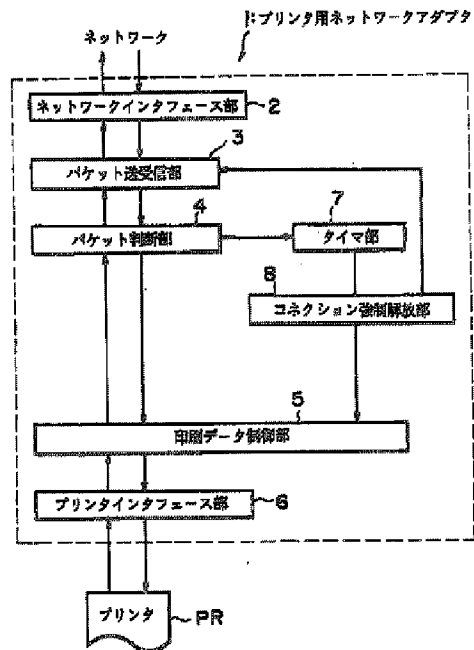 1:プリンタ用ネットワークアダプタ
ネットワーク
ネットワークインタフェース部
2
3
パケット送受信部
4
パケット判断部
7
タイマ部
8
コネクション強制解放部
5
印刷データ制御部
プリンタインタフェース部
6
プリンタ
PR